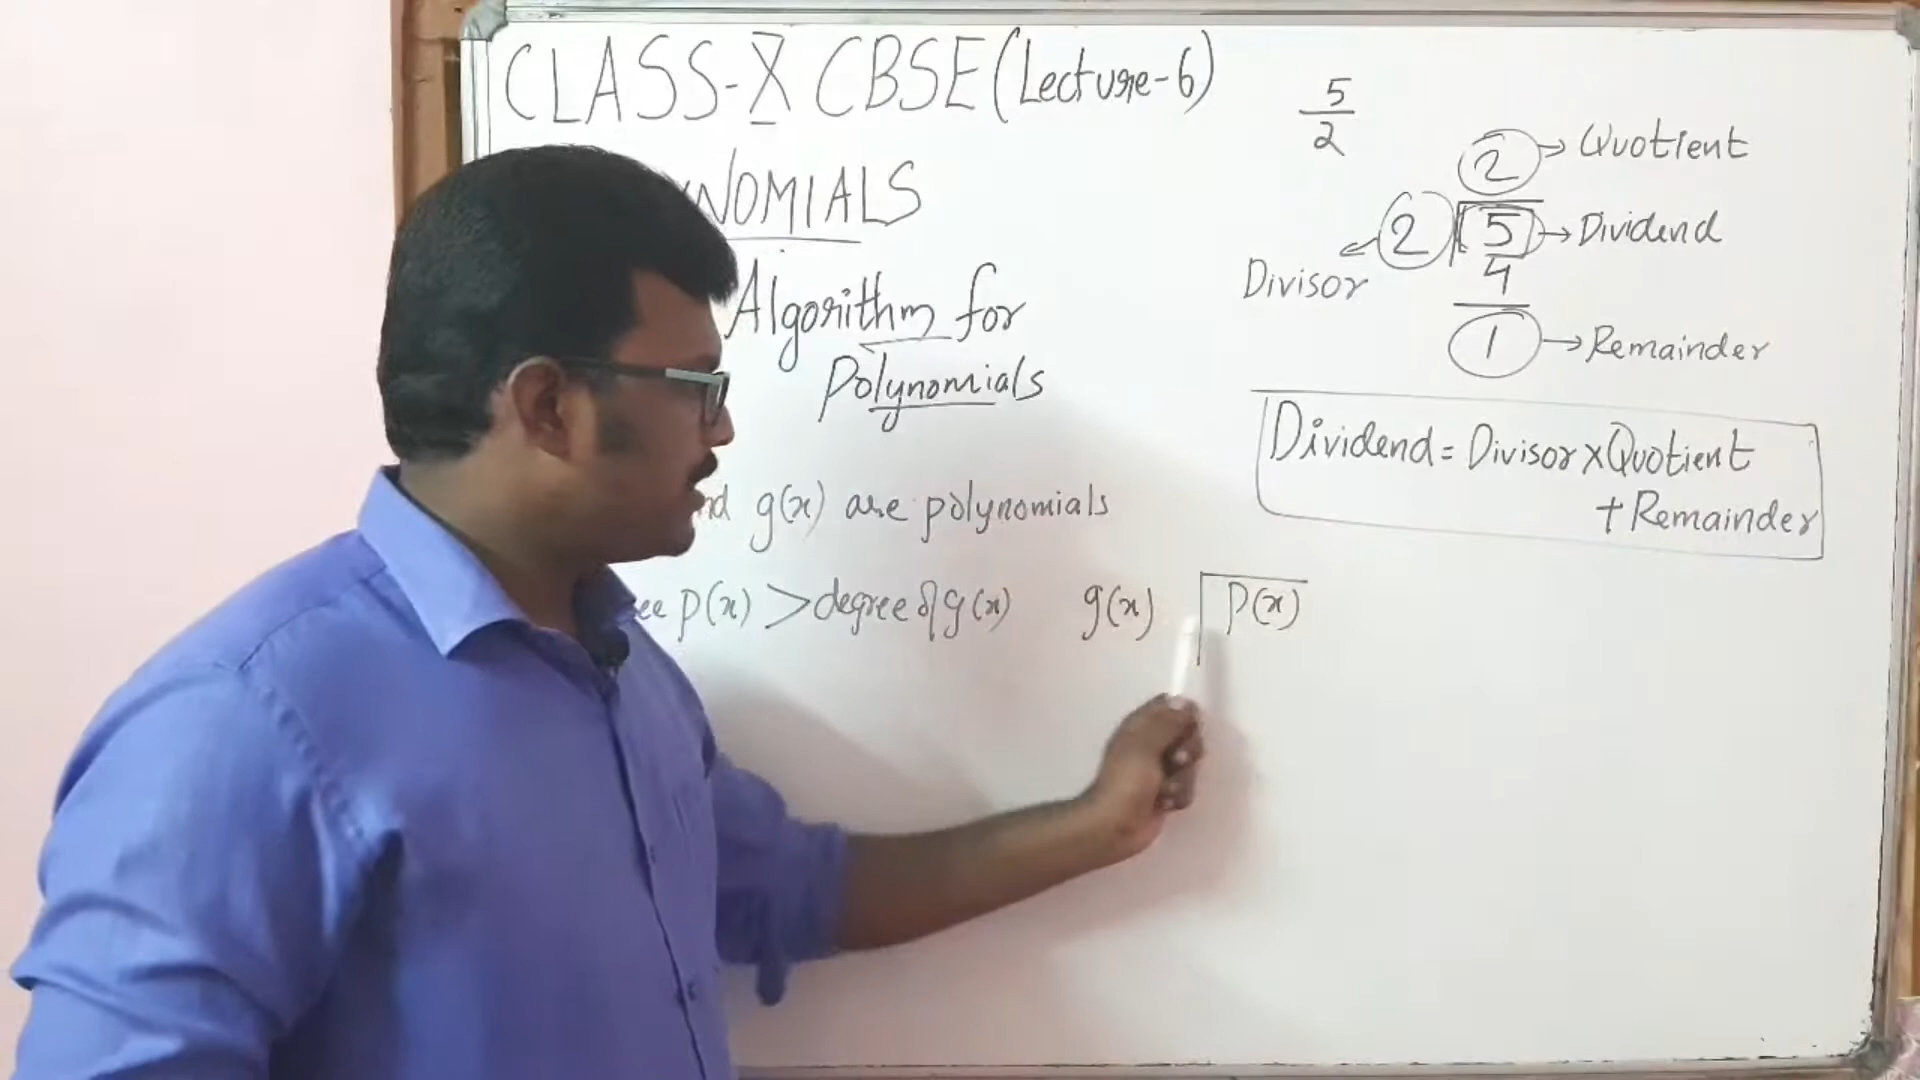 CLASS-X CBSE (Lecture-6)
NOMIALS
Algorithm for
Polynomials
g(x) are polynomials
p(x) > degree of g(x)
g(x) p(x)
5
2
2 → Quotient
2 5 → Dividend
Divisor
4
1 → Remainder
Dividend = Divisor × Quotient
+ Remainder